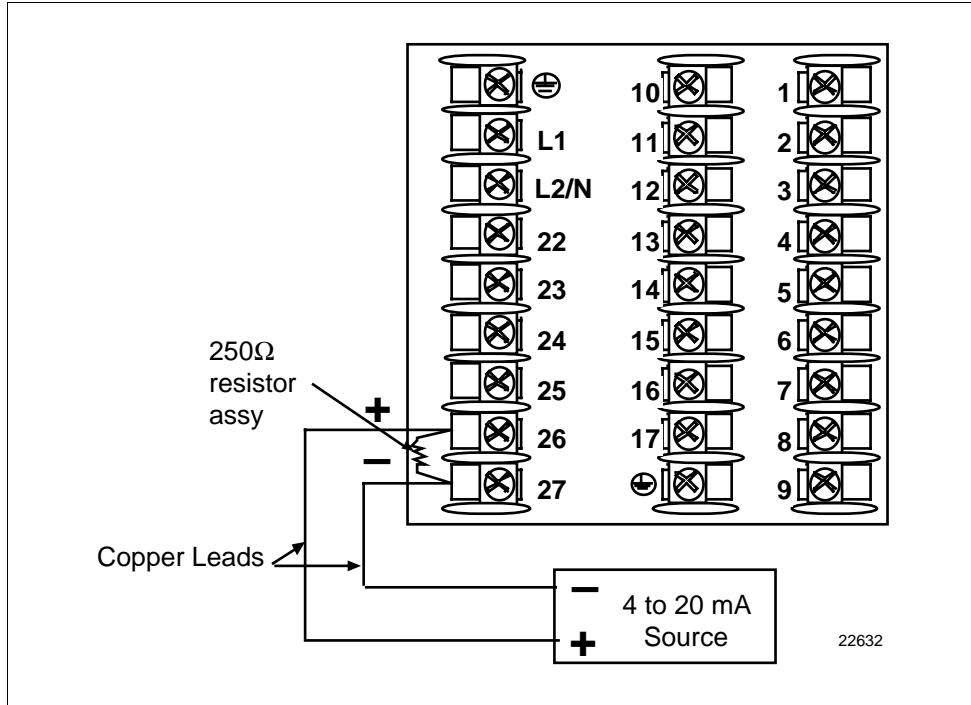 10 1
L1 11 2
L2/N 12 3
22 13 4
23 14 5
24 15 6
25 16 7
26 17 8
27 9
250Ω
resistor
assy
+
−
Copper Leads
− 4 to 20 mA
+ Source
22632